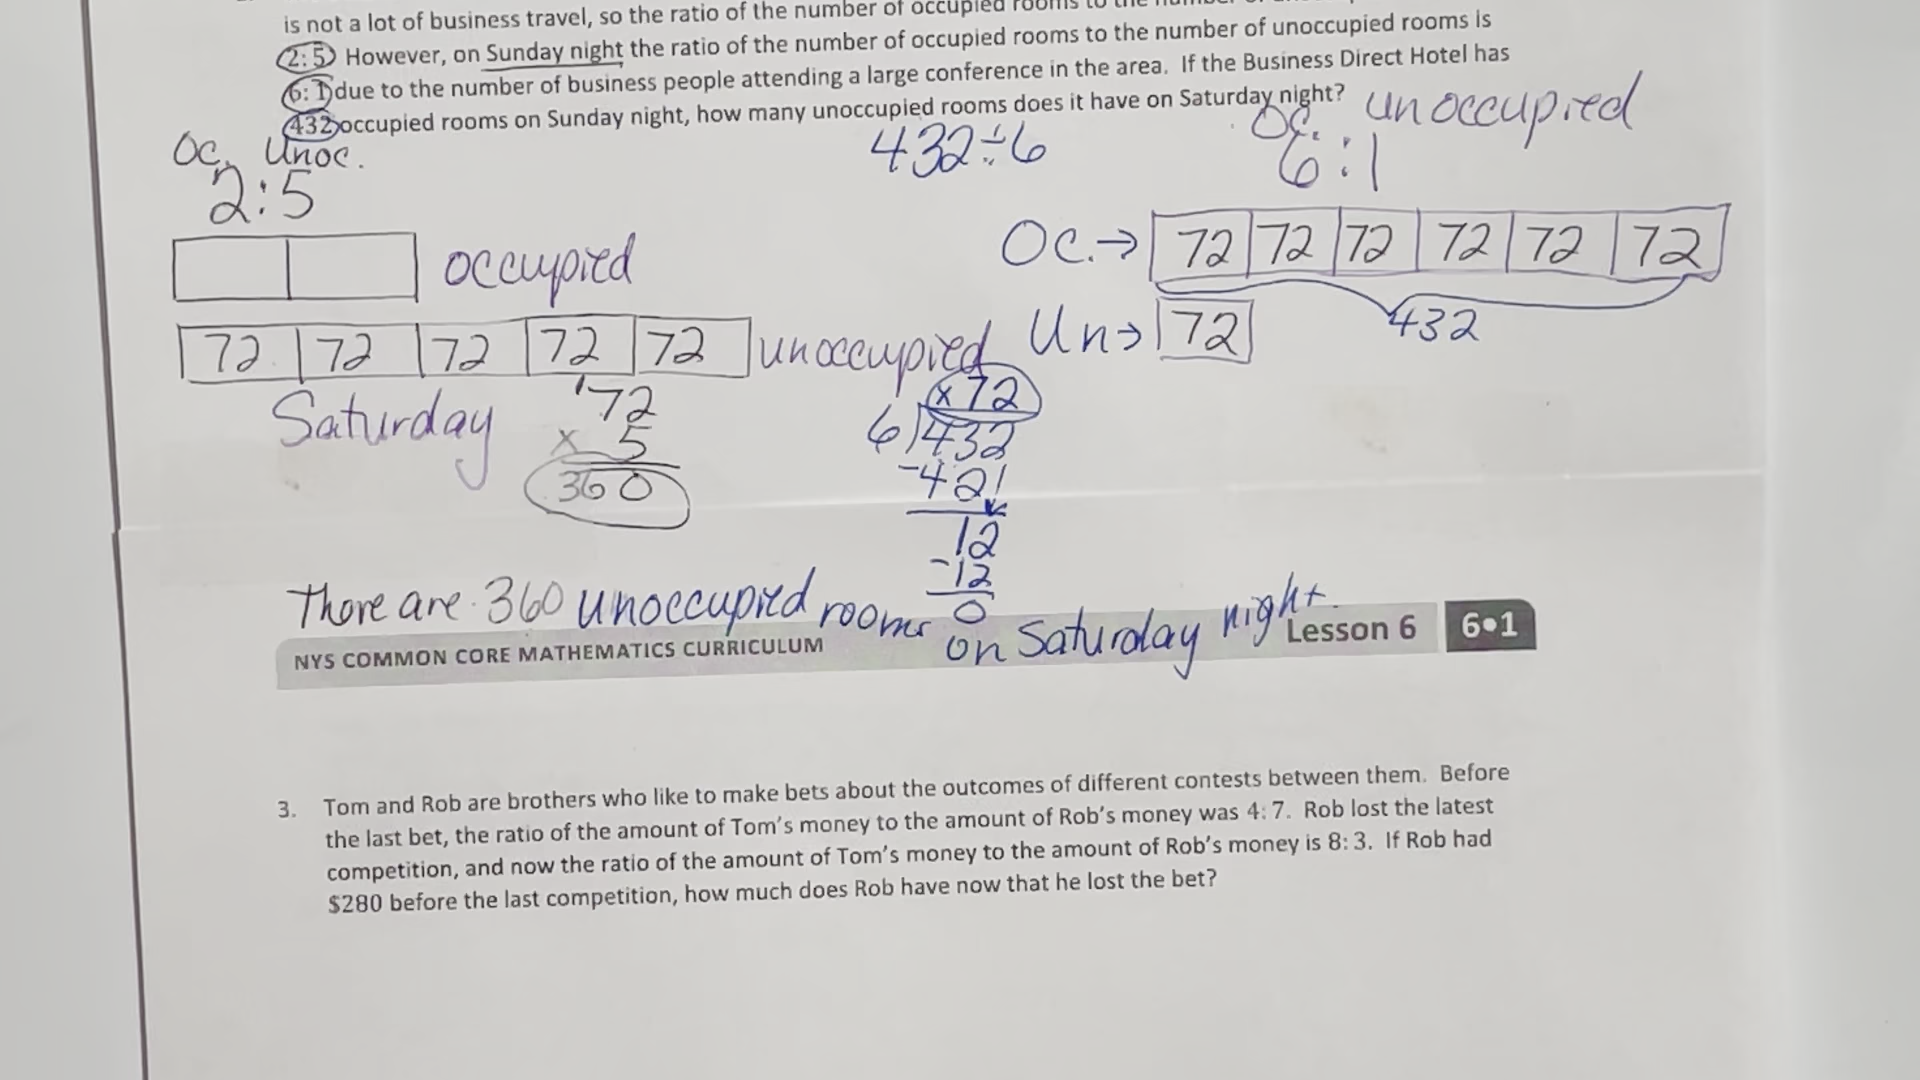 is not a lot of business travel, so the ratio of the number of occupied rooms to the
2: 5) However, on Sunday night the ratio of the number of occupied rooms to the number of unoccupied rooms is
6: 1 due to the number of business people attending a large conference in the area. If the Business Direct Hotel has
432 occupied rooms on Sunday night, how many unoccupied rooms does it have on Saturday night?
Oc. Unoc.
2:5
432÷6
Oc. unoccupied
6:1
occupied
Oc.→ 72 72 72 72 72 72
432
72 72 72 72 72 unoccupied
Un→ 72
Saturday
1
72
x 5
360
x72
6)432
-42
12
-12
0
There are 360 unoccupied rooms on Saturday night.
NYS COMMON CORE MATHEMATICS CURRICULUM Lesson 6 6•1
3. Tom and Rob are brothers who like to make bets about the outcomes of different contests between them. Before
the last bet, the ratio of the amount of Tom's money to the amount of Rob's money was 4: 7. Rob lost the latest
competition, and now the ratio of the amount of Tom's money to the amount of Rob's money is 8: 3. If Rob had
$280 before the last competition, how much does Rob have now that he lost the bet?